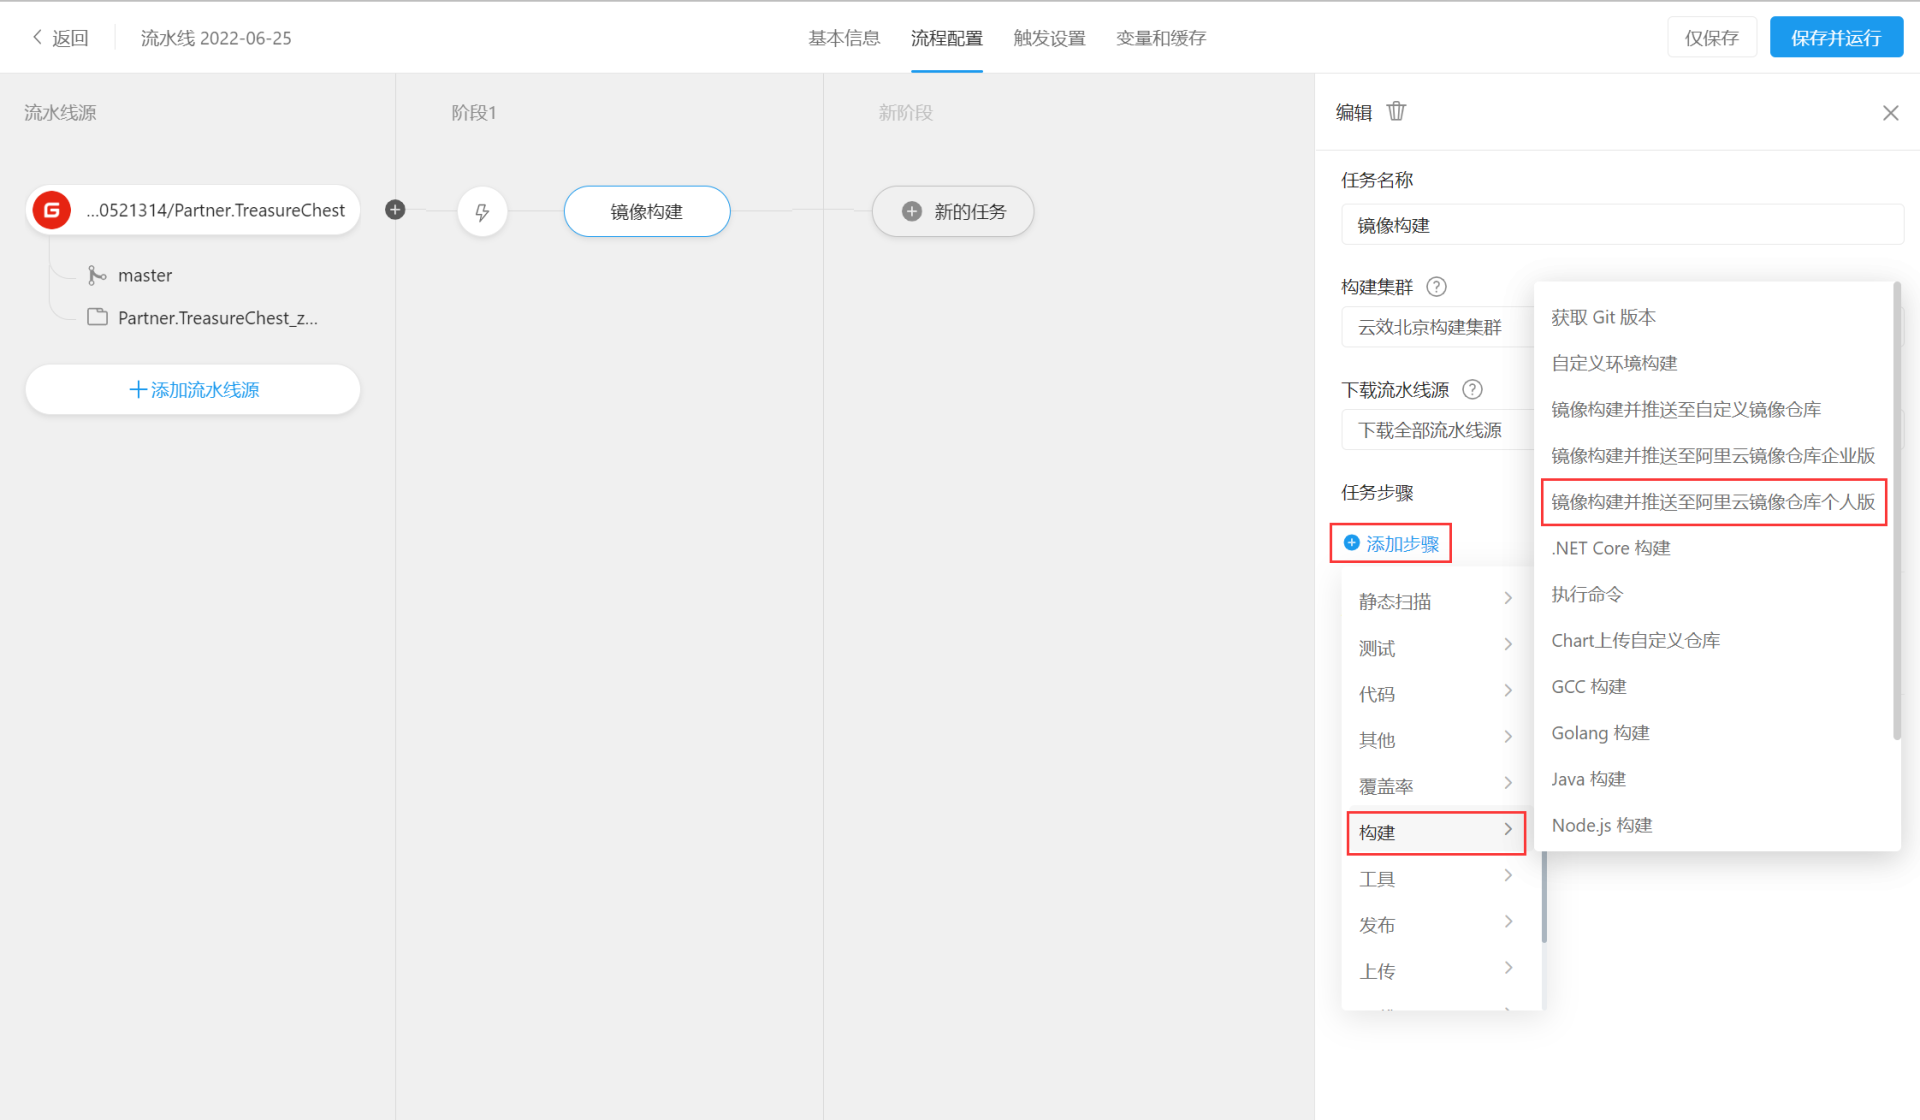 返回
流水线 2022-06-25
基本信息
流程配置
触发设置
变量和缓存
仅保存
保存并运行
流水线源
阶段1
新阶段
...0521314/Partner.TreasureChest
master
Partner.TreasureChest_z...
添加流水线源
镜像构建
新的任务
编辑
任务名称
镜像构建
构建集群
云效北京构建集群
下载流水线源
下载全部流水线源
任务步骤
添加步骤
静态扫描
测试
代码
其他
覆盖率
构建
工具
发布
上传
获取 Git 版本
自定义环境构建
镜像构建并推送至自定义镜像仓库
镜像构建并推送至阿里云镜像仓库企业版
镜像构建并推送至阿里云镜像仓库个人版
.NET Core 构建
执行命令
Chart上传自定义仓库
GCC 构建
Golang 构建
Java 构建
Node.js 构建